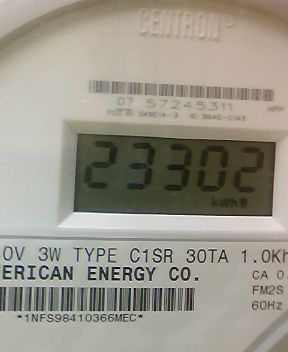 CENTRON
07 57245311
23302
kWh
0V 3W TYPE C1SR 30TA 1.0Kh
ERICAN ENERGY CO.
CA 0.
FM2S
60Hz
*1NFS98410366MEC*